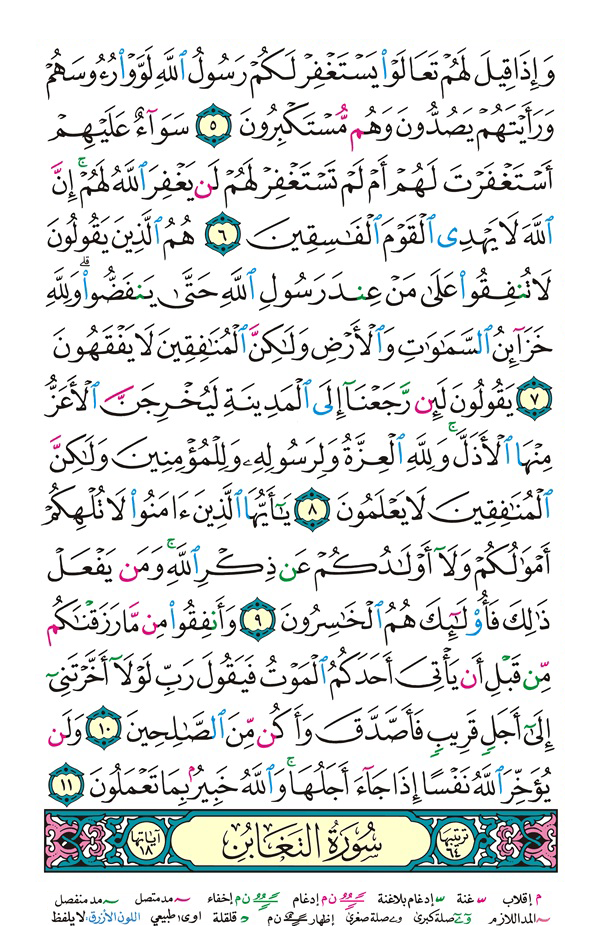 وَإِذَا قِيلَ لَهُمْ تَعَالَوْا۟ يَسْتَغْفِرْ لَكُمْ رَسُولُ ٱللَّهِ لَوَّوْا۟ رُءُوسَهُمْ
وَرَأَيْتَهُمْ يَصُدُّونَ وَهُم مُّسْتَكْبِرُونَ ٥ سَوَآءٌ عَلَيْهِمْ
أَسْتَغْفَرْتَ لَهُمْ أَمْ لَمْ تَسْتَغْفِرْ لَهُمْ لَن يَغْفِرَ ٱللَّهُ لَهُمْ ۚ إِنَّ
ٱللَّهَ لَا يَهْدِى ٱلْقَوْمَ ٱلْفَـٰسِقِينَ ٦ هُمُ ٱلَّذِينَ يَقُولُونَ
لَا تُنفِقُوا۟ عَلَىٰ مَنْ عِندَ رَسُولِ ٱللَّهِ حَتَّىٰ يَنفَضُّوا۟ ۗ وَلِلَّهِ
خَزَآئِنُ ٱلسَّمَـٰوَٰتِ وَٱلْأَرْضِ وَلَـٰكِنَّ ٱلْمُنَـٰفِقِينَ لَا يَفْقَهُونَ
٧ يَقُولُونَ لَئِن رَّجَعْنَآ إِلَى ٱلْمَدِينَةِ لَيُخْرِجَنَّ ٱلْأَعَزُّ
مِنْهَا ٱلْأَذَلَّ ۚ وَلِلَّهِ ٱلْعِزَّةُ وَلِرَسُولِهِۦ وَلِلْمُؤْمِنِينَ وَلَـٰكِنَّ
ٱلْمُنَـٰفِقِينَ لَا يَعْلَمُونَ ٨ يَـٰٓأَيُّهَا ٱلَّذِينَ ءَامَنُوا۟ لَا تُلْهِكُمْ
أَمْوَٰلُكُمْ وَلَآ أَوْلَـٰدُكُمْ عَن ذِكْرِ ٱللَّهِ ۚ وَمَن يَفْعَلْ
ذَٰلِكَ فَأُو۟لَـٰٓئِكَ هُمُ ٱلْخَـٰسِرُونَ ٩ وَأَنفِقُوا۟ مِن مَّا رَزَقْنَـٰكُم
مِّن قَبْلِ أَن يَأْتِىَ أَحَدَكُمُ ٱلْمَوْتُ فَيَقُولَ رَبِّ لَوْلَآ أَخَّرْتَنِىٓ
إِلَىٰٓ أَجَلٍ قَرِيبٍ فَأَصَّدَّقَ وَأَكُن مِّنَ ٱلصَّـٰلِحِينَ ١٠ وَلَن
يُؤَخِّرَ ٱللَّهُ نَفْسًا إِذَا جَآءَ أَجَلُهَا ۚ وَٱللَّهُ خَبِيرٌۢ بِمَا تَعْمَلُونَ ١١
ترتيبها ٦٤ سُورَةُ التَّغَابُنِ آياتها ١٨
م إقلاب س غنة س إدغام بلاغنة ن م إدغام ن م إخفاء ~ مد متصل ~ مد منفصل
~ المد اللازم و ے صلة كبرى و ے صلة صغرى إظهار ن م د قلقلة اوى طبيعي اللون الأزرق: لا يلفظ